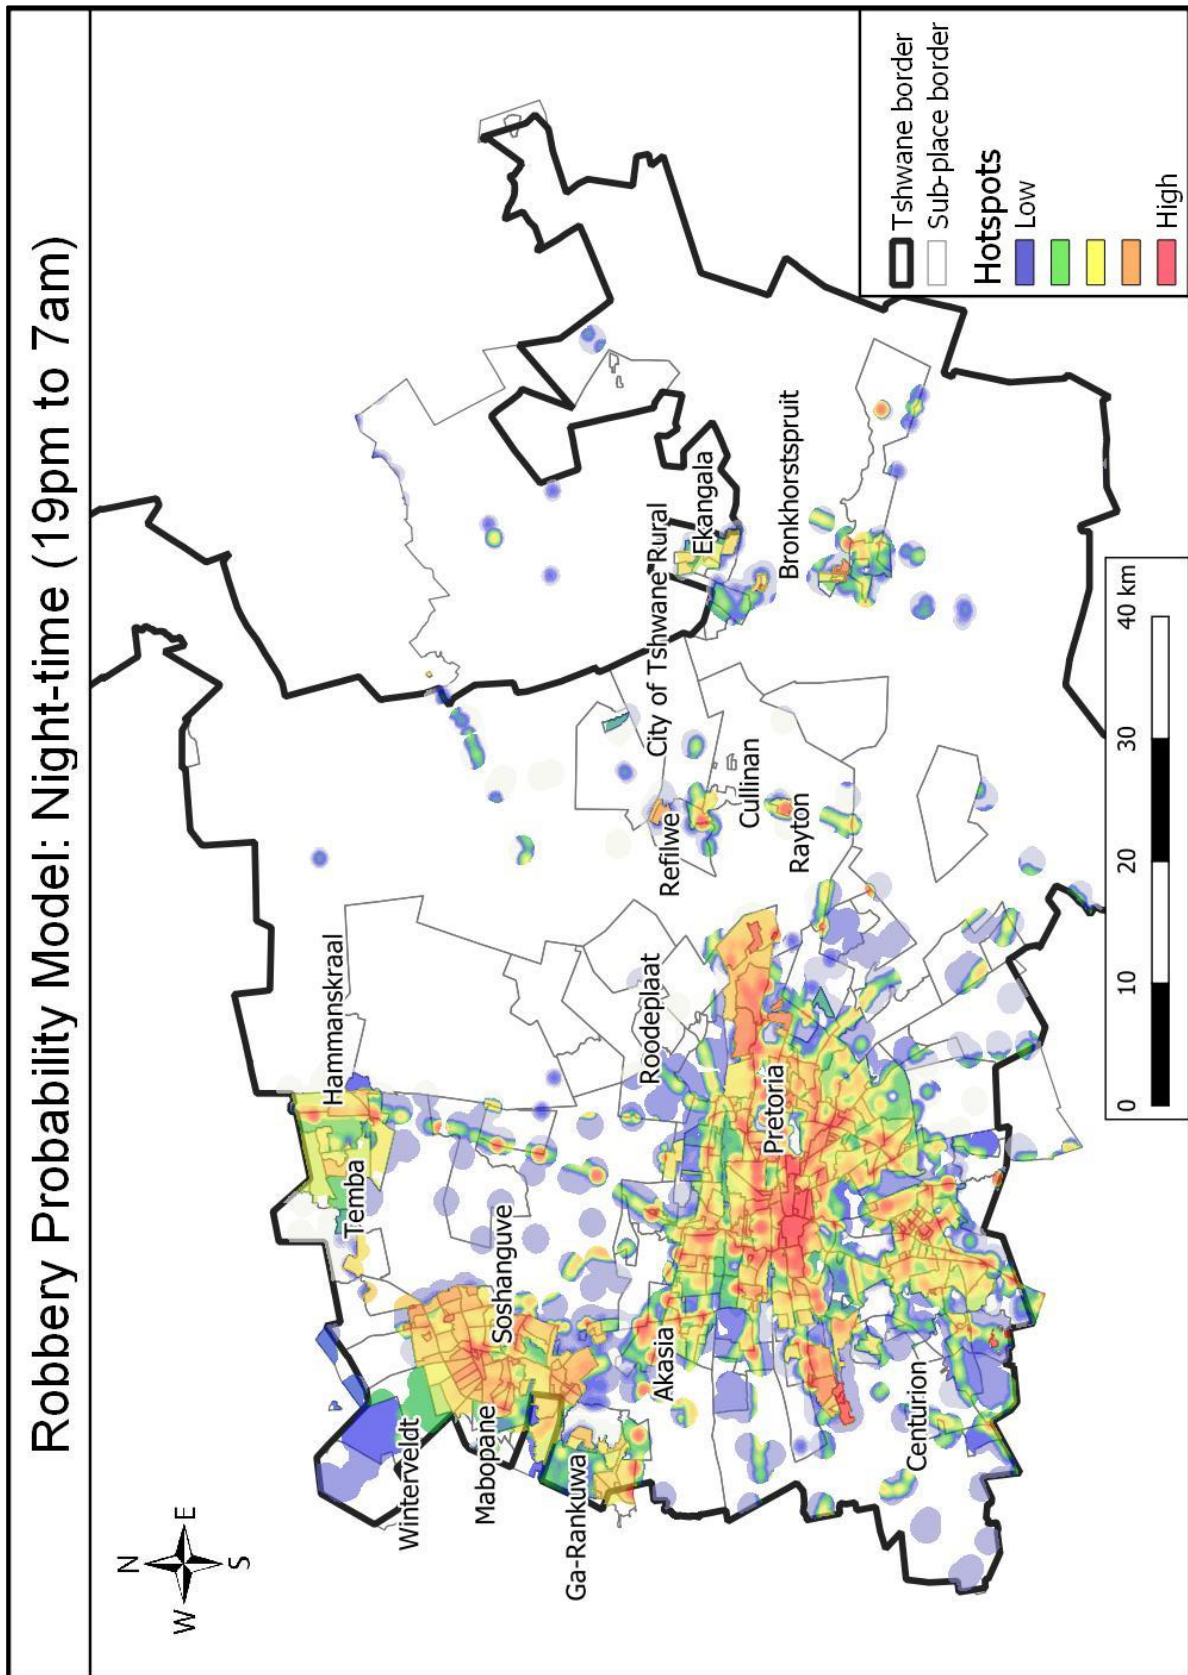 Robbery Probability Model: Night-time (19pm to 7am)
N
W
E
S
Hammanskraal
Temba
Winterveldt
Soshanguve
Mabopane
Ga-Rankuwa
Akasia
Roodeplaat
Refilwe
City of Tshwane Rural
Ekangala
Cullinan
Pretoria
Rayton
Bronkhorstspruit
Centurion
Tshwane border
Sub-place border
Hotspots
Low
High
0 10 20 30 40 km